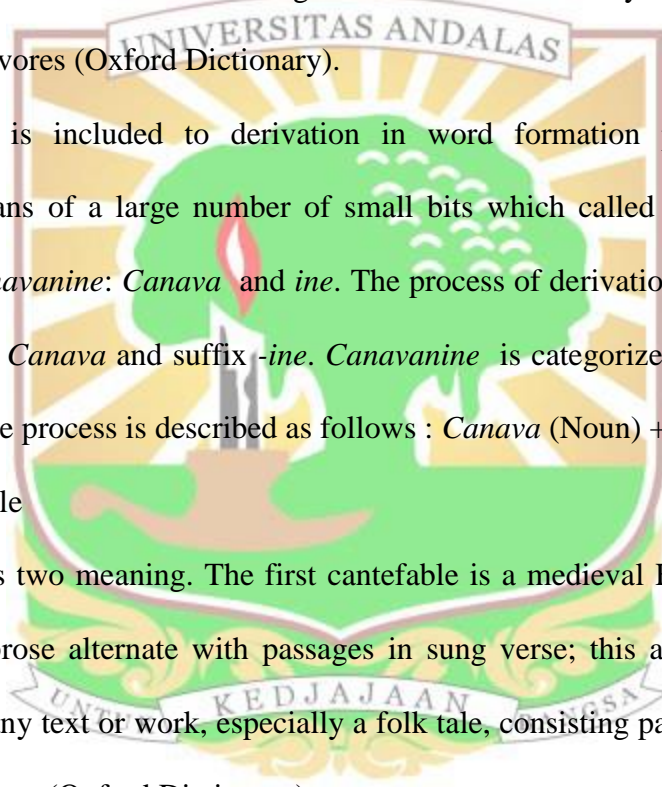 UNIVERSITAS ANDALAS
vores (Oxford Dictionary).
is included to derivation in word formation
ans of a large number of small bits which called
navanine: Canava and ine. The process of derivatio
Canava and suffix -ine. Canavanine is categorize
e process is described as follows : Canava (Noun) +
le
s two meaning. The first cantefable is a medieval
prose alternate with passages in sung verse; this a
ny text or work, especially a folk tale, consisting pa
UNTUK KEDJAJAAN BANGSA